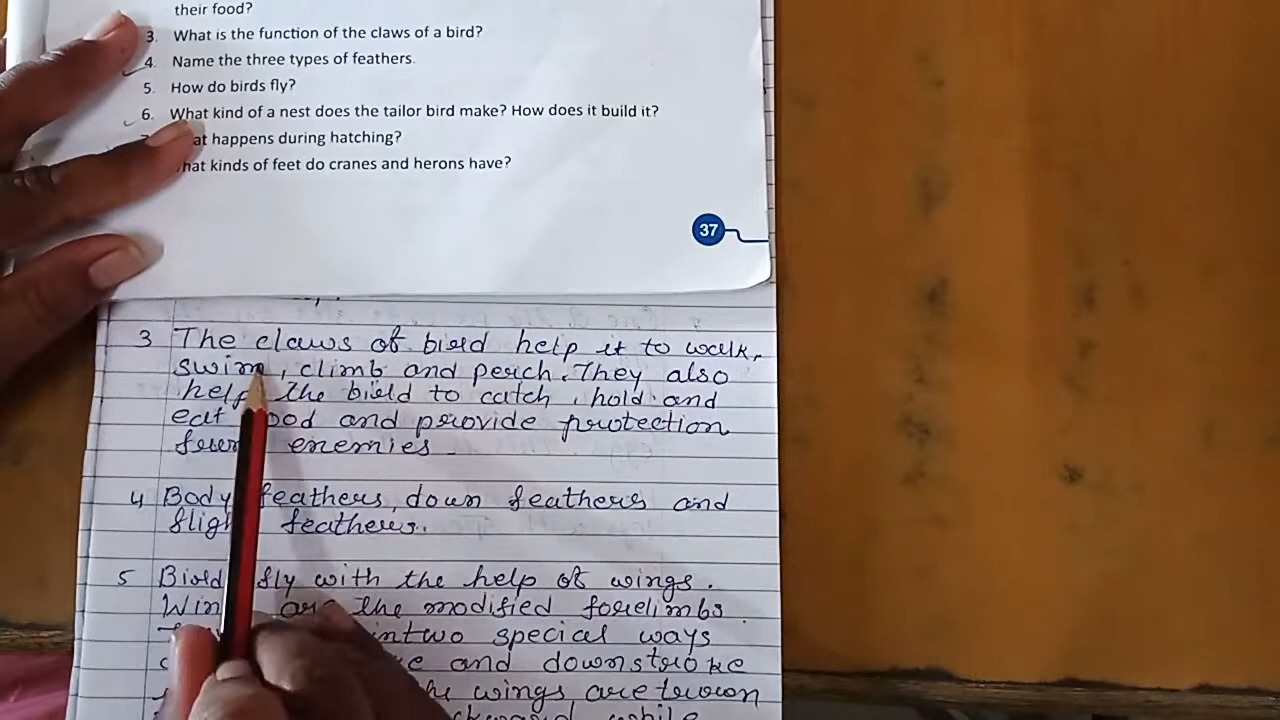 their food?
3. What is the function of the claws of a bird?
4. Name the three types of feathers.
5. How do birds fly?
6. What kind of a nest does the tailor bird make? How does it build it?
happens during hatching?
kinds of feet do cranes and herons have?
37
3 The claws of bird help it to walk,
swim, climb and perch. They also
help the bird to catch, hold and
eat and provide protection
enemies.
4 Body feathers, down feathers and
feathers.
5 fly with the help of wings.
the modified forelimbs.
two special ways
and downstroke
wings are